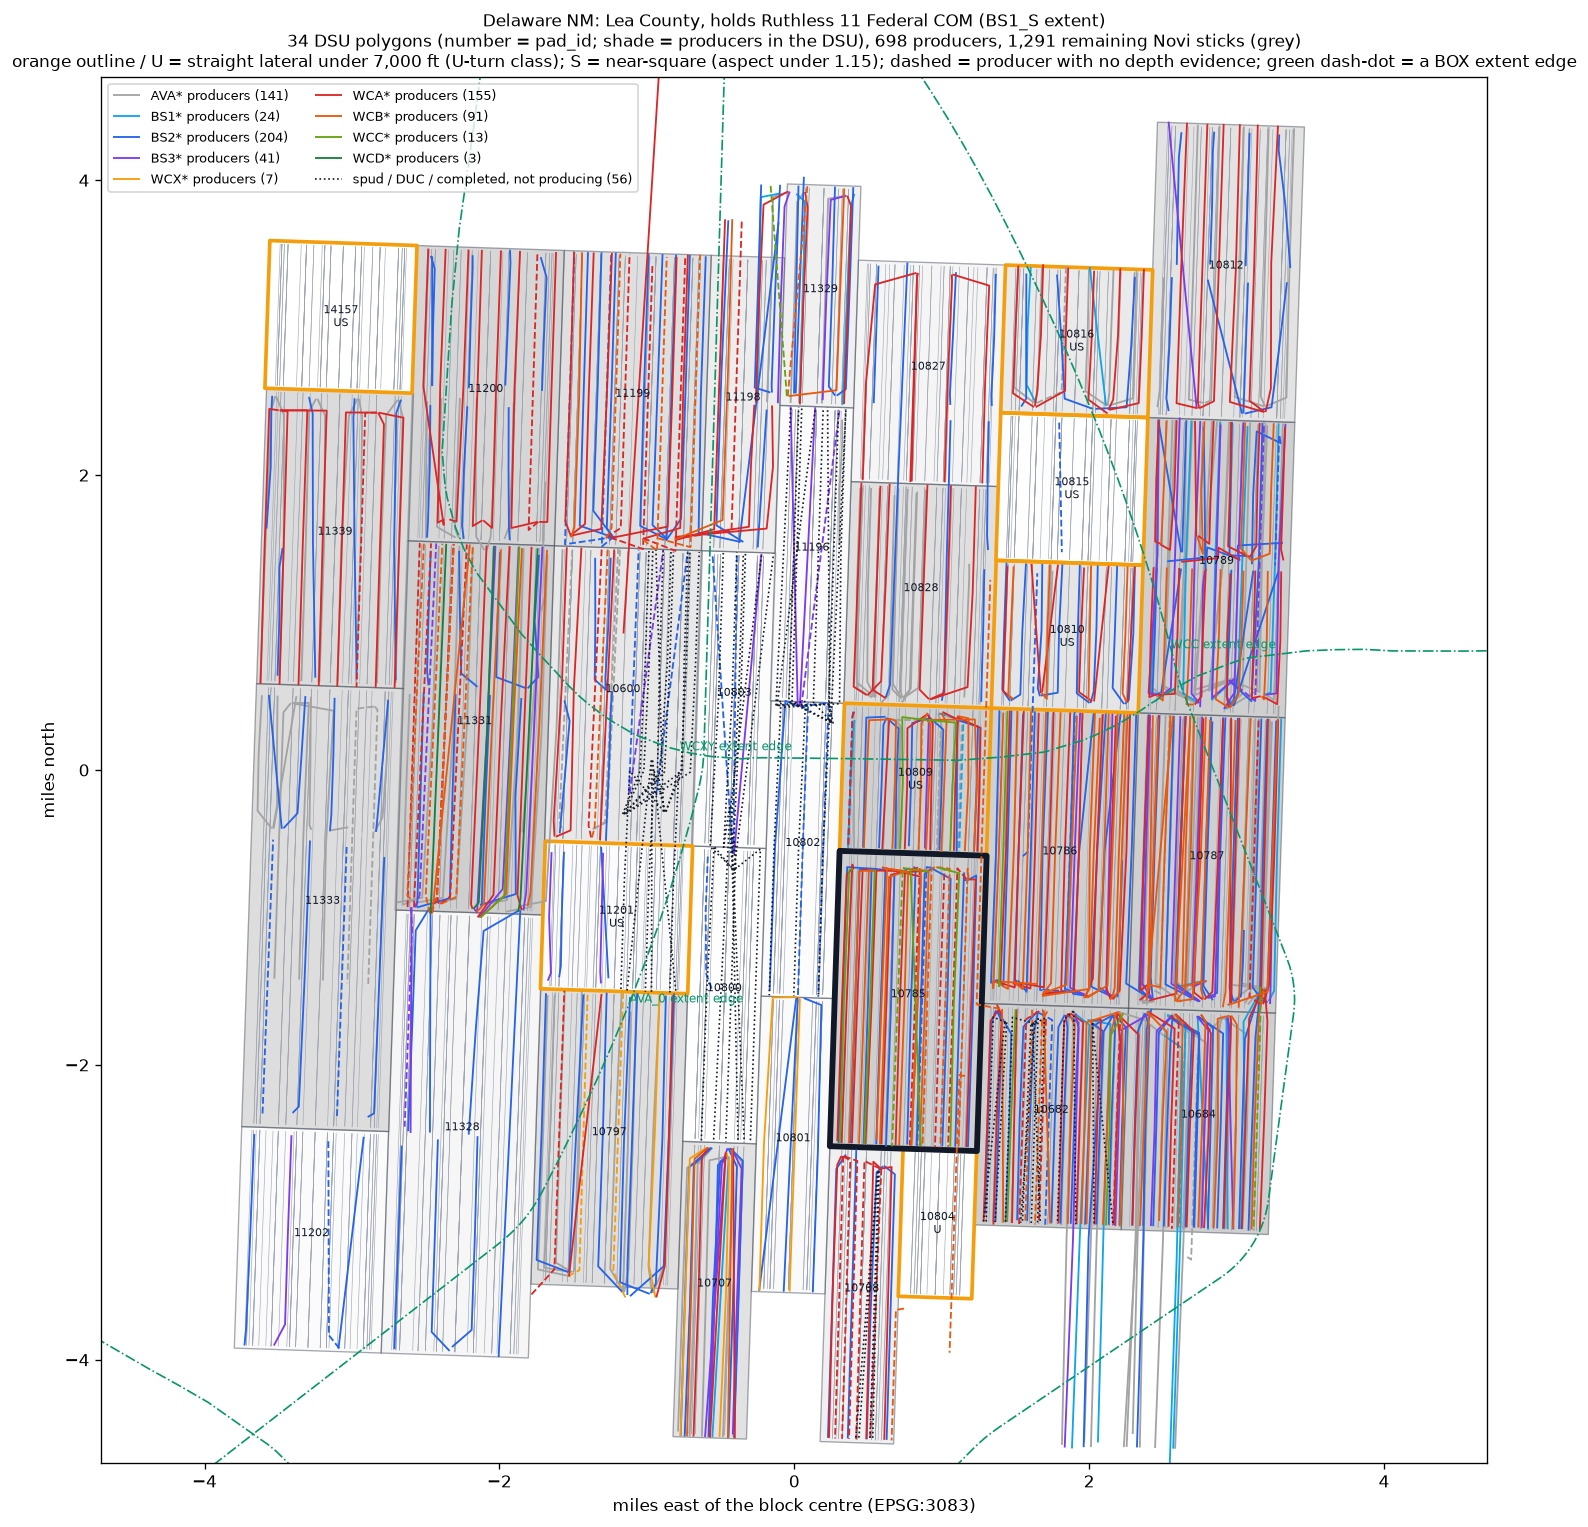 Delaware NM: Lea County, holds Ruthless 11 Federal COM (BS1_S extent)
34 DSU polygons (number = pad_id; shade = producers in the DSU), 698 producers, 1,291 remaining Novi sticks (grey)
orange outline / U = straight lateral under 7,000 ft (U-turn class); S = near-square (aspect under 1.15); dashed = producer with no depth evidence; green dash-dot = a BOX extent edge
AVA* producers (141)
BS1* producers (24)
BS2* producers (204)
BS3* producers (41)
WCX* producers (7)
WCA* producers (155)
WCB* producers (91)
WCC* producers (13)
WCD* producers (3)
spud / DUC / completed, not producing (56)
4
2
0
−2
−4
miles north
10812
11329
14157
US
10816
US
10827
11200
11199
11198
10815
US
11339
11196
10789
10828
WCC extent edge
10810
US
10600
10803
11331
WCXY extent edge
10809
US
10802
10786
10787
11333
11201
US
10800
10785
AVA_0 extent edge
11328
10797
10801
10682
10684
11202
10804
U
10707
10768
−4
−2
0
2
4
miles east of the block centre (EPSG:3083)